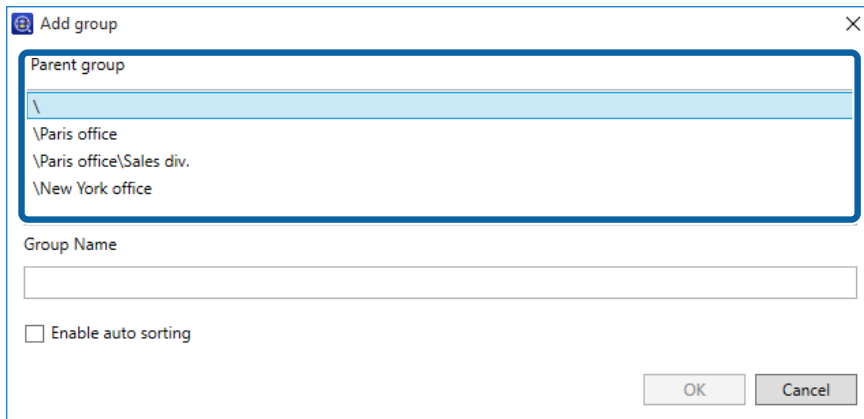 Add group
Parent group
\
\Paris office
\Paris office\Sales div.
\New York office
Group Name
Enable auto sorting
OK
Cancel